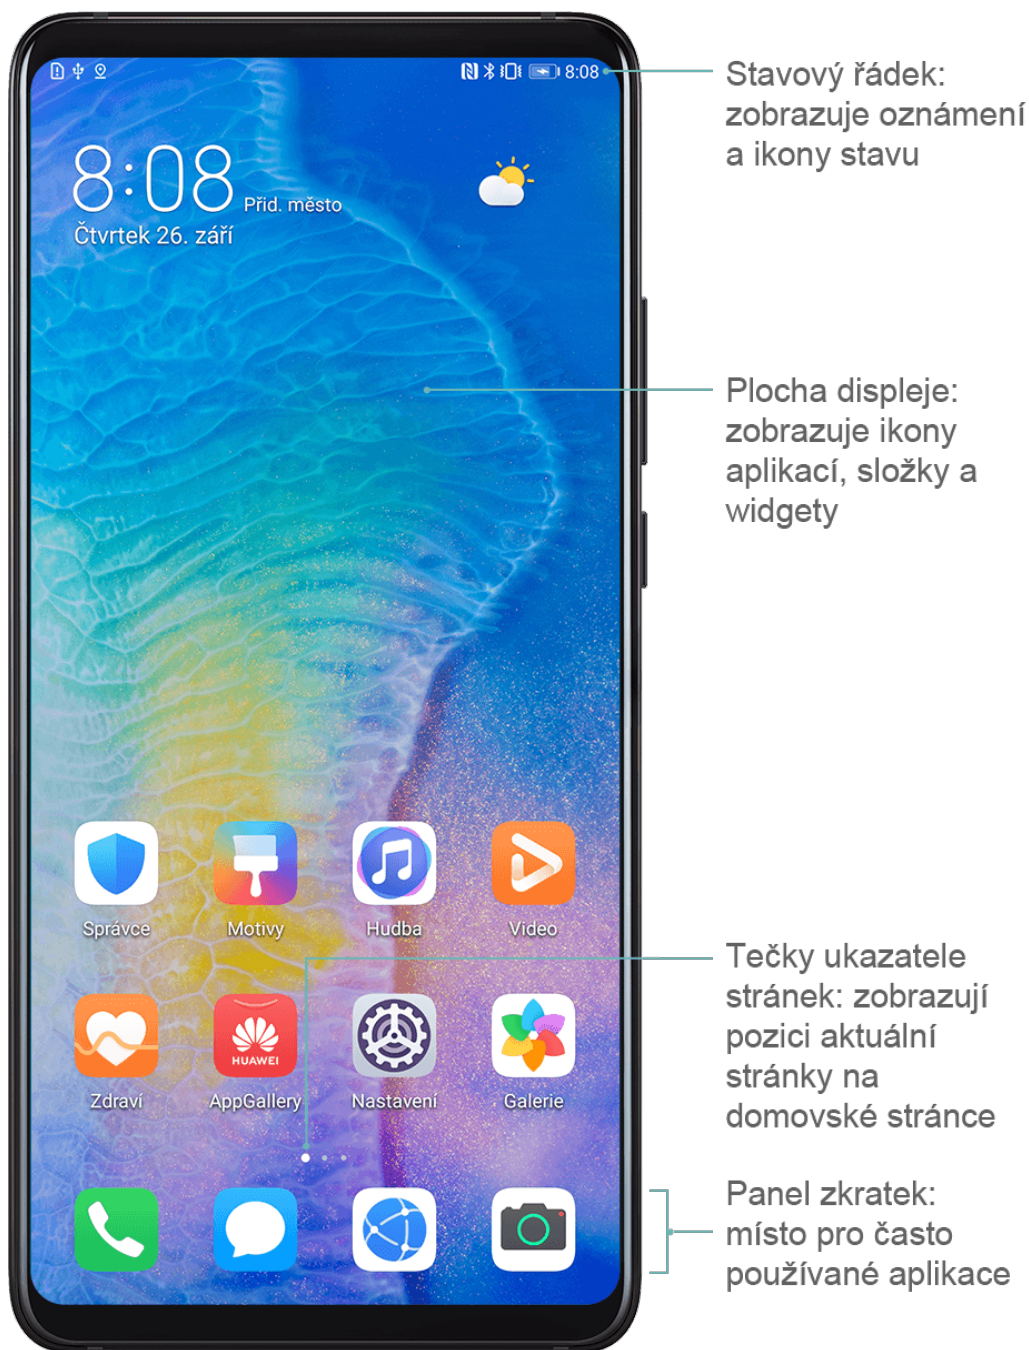 8:08
Stavový řádek:
zobrazuje oznámení
a ikony stavu
8:08
Přid. město
Čtvrtek 26. září
Plocha displeje:
zobrazuje ikony
aplikací, složky a
widgety
Správce
Motivy
Hudba
Video
Tečky ukazatele
stránek: zobrazují
pozici aktuální
stránky na
domovské stránce
HUAWEI
Zdraví
AppGallery
Nastavení
Galerie
Panel zkratek:
místo pro často
používané aplikace